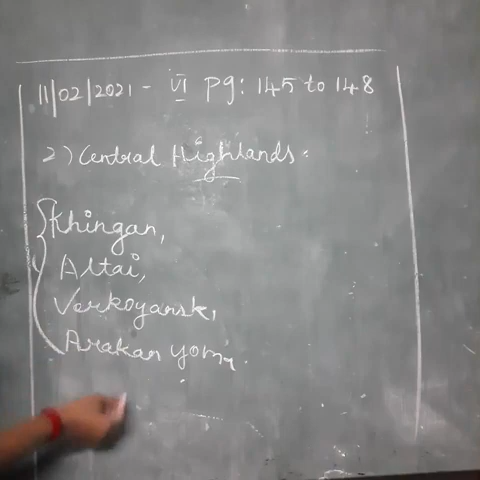 11/02/2021 - VI pg: 145 to 148
2) Central Highlands.
Khingan,
Altai,
Verkoyansk,
Arakan yoma.